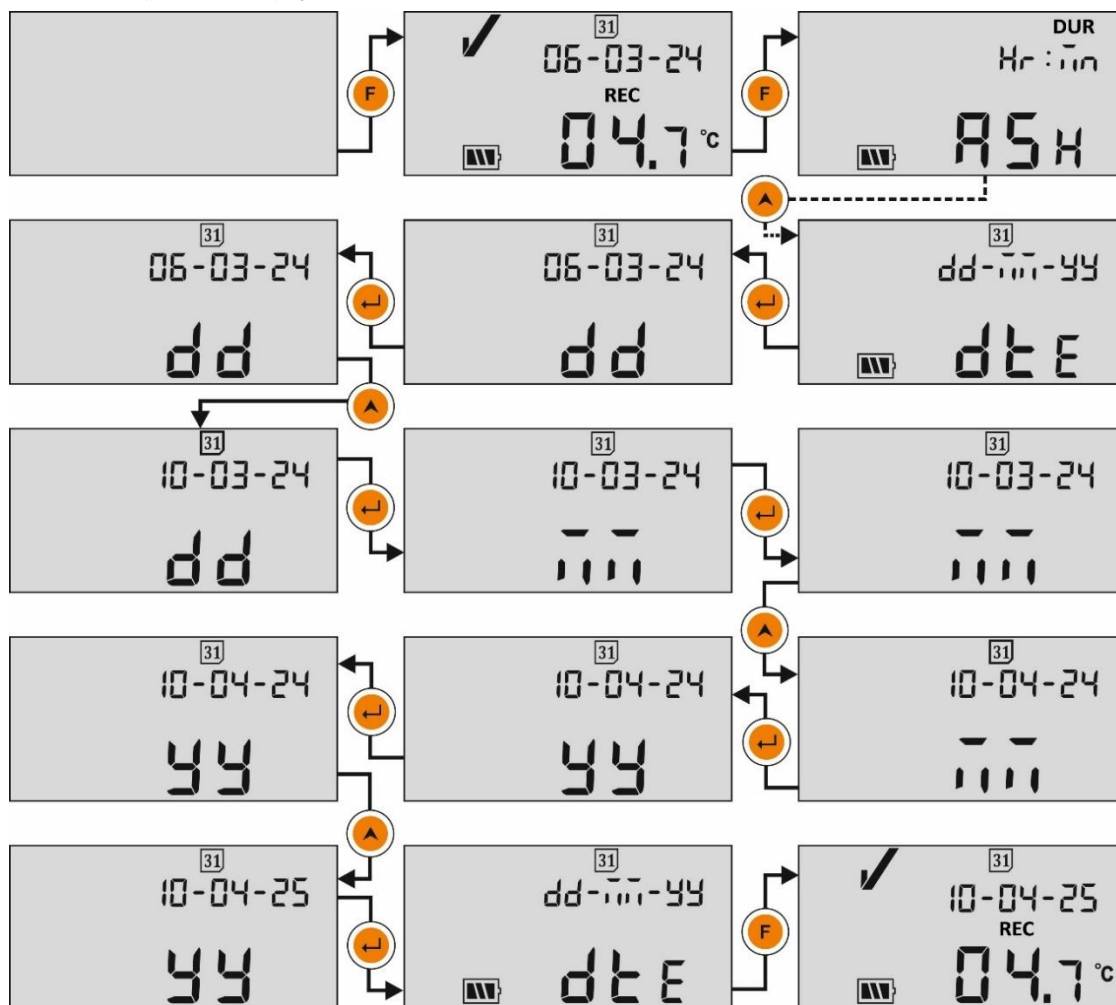 F
31
06-03-24
REC
04.7 °C
F
DUR
Hr : mn
ASH
31
06-03-24
dd
31
06-03-24
dd
31
dd-mm-yy
dtE
31
10-03-24
dd
31
10-03-24
mm
31
10-03-24
mm
31
10-04-24
yy
31
10-04-24
yy
31
10-04-24
mm
31
10-04-25
yy
31
dd-mm-yy
dtE
F
31
10-04-25
REC
04.7 °C